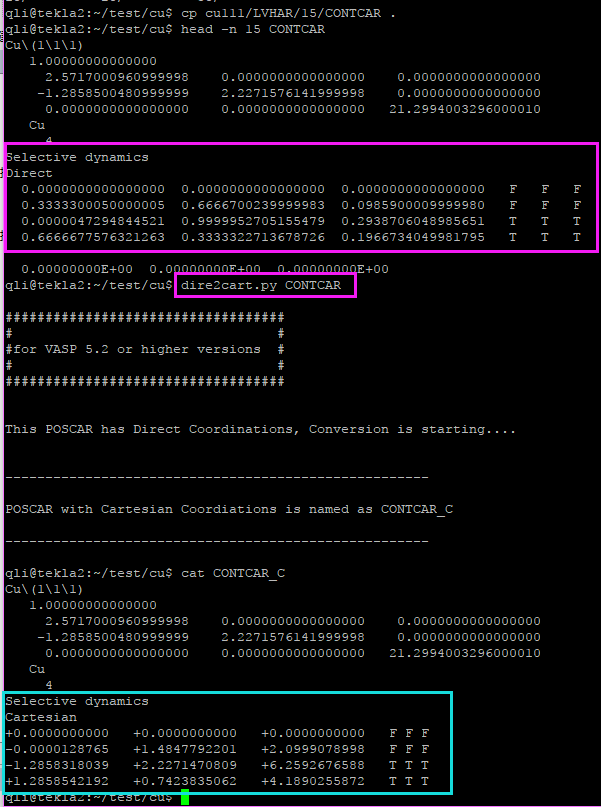 qli@tekla2:~/test/cu$ cp cu111/LVHAR/15/CONTCAR .
qli@tekla2:~/test/cu$ head -n 15 CONTCAR
Cu\(1\1\1)
1.00000000000000
2.5717000960999998 0.0000000000000000 0.0000000000000000
-1.2858500480999999 2.2271576141999998 0.0000000000000000
0.0000000000000000 0.0000000000000000 21.2994003296000010
Cu
4
Selective dynamics
Direct
0.0000000000000000 0.0000000000000000 0.0000000000000000 F F F
0.3333300050000005 0.6666700239999983 0.0985900009999980 F F F
0.0000047294844521 0.9999952705155479 0.2938706048985651 T T T
0.6666677576321263 0.3333322713678726 0.1966734049981795 T T T
0.00000000E+00 0.00000000E+00 0.00000000E+00
qli@tekla2:~/test/cu$ dire2cart.py CONTCAR
###################################
# #
#for VASP 5.2 or higher versions #
# #
###################################
This POSCAR has Direct Coordinations, Conversion is starting....
-----------------------------------------------------
POSCAR with Cartesian Coordiations is named as CONTCAR_C
-----------------------------------------------------
qli@tekla2:~/test/cu$ cat CONTCAR_C
Cu\(1\1\1)
1.00000000000000
2.5717000960999998 0.0000000000000000 0.0000000000000000
-1.2858500480999999 2.2271576141999998 0.0000000000000000
0.0000000000000000 0.0000000000000000 21.2994003296000010
Cu
4
Selective dynamics
Cartesian
+0.0000000000 +0.0000000000 +0.0000000000 F F F
-0.0000128765 +1.4847792201 +2.0999078998 F F F
-1.2858318039 +2.2271470809 +6.2592676588 T T T
+1.2858542192 +0.7423835062 +4.1890255872 T T T
qli@tekla2:~/test/cu$